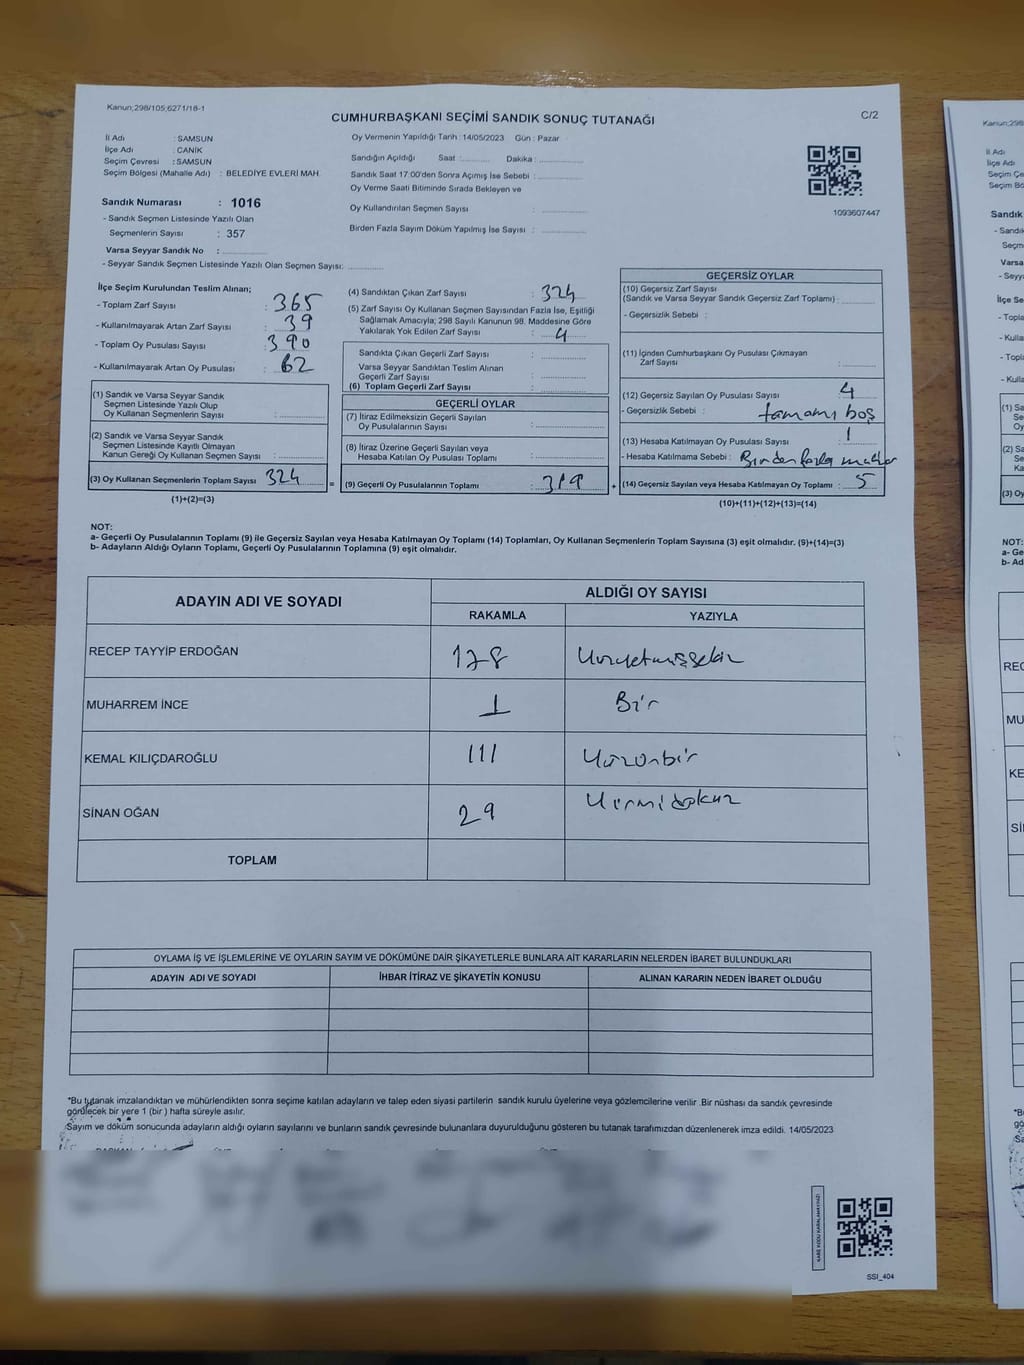 Kanun;298/105;6271/18-1
CUMHURBAŞKANI SEÇİMİ SANDIK SONUÇ TUTANAĞI
C/2
İl Adı : SAMSUN
İlçe Adı : CANİK
Seçim Çevresi : SAMSUN
Seçim Bölgesi (Mahalle Adı) : BELEDİYE EVLERİ MAH.
Sandık Numarası : 1016
- Sandık Seçmen Listesinde Yazılı Olan
Seçmenlerin Sayısı : 357
Varsa Seyyar Sandık No :
- Seyyar Sandık Seçmen Listesinde Yazılı Olan Seçmen Sayısı:
Oy Vermenin Yapıldığı Tarih : 14/05/2023 Gün : Pazar
Sandığın Açıldığı Saat : Dakika :
Sandık Saat 17:00'den Sonra Açımış İse Sebebi :
Oy Verme Saati Bitiminde Sırada Bekleyen ve
Oy Kullandırılan Seçmen Sayısı :
Birden Fazla Sayım Döküm Yapılmış İse Sayısı :
1093607447
İlçe Seçim Kurulundan Teslim Alınan;
- Toplam Zarf Sayısı : 365
- Kullanılmayarak Artan Zarf Sayısı : 39
- Toplam Oy Pusulası Sayısı : 390
- Kullanılmayarak Artan Oy Pusulası : 62
(1) Sandık ve Varsa Seyyar Sandık
Seçmen Listesinde Yazılı Olup
Oy Kullanan Seçmenlerin Sayısı :
(2) Sandık ve Varsa Seyyar Sandık
Seçmen Listesinde Kayıtlı Olmayan
Kanun Gereği Oy Kullanan Seçmen Sayısı :
(3) Oy Kullanan Seçmenlerin Toplam Sayısı : 324
(1)+(2)=(3)
(4) Sandıktan Çıkan Zarf Sayısı : 324
(5) Zarf Sayısı Oy Kullanan Seçmen Sayısından Fazla İse, Eşitliği
Sağlamak Amacıyla; 298 Sayılı Kanunun 98. Maddesine Göre
Yakılarak Yok Edilen Zarf Sayısı : 4
Sandıkta Çıkan Geçerli Zarf Sayısı :
Varsa Seyyar Sandıktan Teslim Alınan
Geçerli Zarf Sayısı :
(6) Toplam Geçerli Zarf Sayısı :
GEÇERLİ OYLAR
(7) İtiraz Edilmeksizin Geçerli Sayılan
Oy Pusulalarının Sayısı :
(8) İtiraz Üzerine Geçerli Sayılan veya
Hesaba Katılan Oy Pusulası Toplamı :
= (9) Geçerli Oy Pusulalarının Toplamı : 319 +
GEÇERSİZ OYLAR
(10) Geçersiz Zarf Sayısı
(Sandık ve Varsa Seyyar Sandık Geçersiz Zarf Toplamı) :
- Geçersizlik Sebebi :
(11) İçinden Cumhurbaşkanı Oy Pusulası Çıkmayan
Zarf Sayısı :
(12) Geçersiz Sayılan Oy Pusulası Sayısı : 4
- Geçersizlik Sebebi : tamamı boş
(13) Hesaba Katılmayan Oy Pusulası Sayısı : 1
- Hesaba Katılmama Sebebi : Birden fazla mühür
(14) Geçersiz Sayılan veya Hesaba Katılmayan Oy Toplamı : 5
(10)+(11)+(12)+(13)=(14)
NOT:
a- Geçerli Oy Pusulalarının Toplamı (9) ile Geçersiz Sayılan veya Hesaba Katılmayan Oy Toplamı (14) Toplamları, Oy Kullanan Seçmenlerin Toplam Sayısına (3) eşit olmalıdır. (9)+(14)=(3)
b- Adayların Aldığı Oyların Toplamı, Geçerli Oy Pusulalarının Toplamına (9) eşit olmalıdır.
ADAYIN ADI VE SOYADI
ALDIĞI OY SAYISI
RAKAMLA YAZIYLA
RECEP TAYYİP ERDOĞAN 178 Yüzyetmişsekiz
MUHARREM İNCE 1 Bir
KEMAL KILIÇDAROĞLU 111 Yüzonbir
SİNAN OĞAN 29 Yirmidokuz
TOPLAM
OYLAMA İŞ VE İŞLEMLERİNE VE OYLARIN SAYIM VE DÖKÜMÜNE DAİR ŞİKAYETLERLE BUNLARA AİT KARARLARIN NELERDEN İBARET BULUNDUKLARI
ADAYIN ADI VE SOYADI İHBAR İTİRAZ VE ŞİKAYETİN KONUSU ALINAN KARARIN NEDEN İBARET OLDUĞU
*Bu tutanak imzalandıktan ve mühürlendikten sonra seçime katılan adayların ve talep eden siyasi partilerin sandık kurulu üyelerine veya gözlemcilerine verilir .Bir nüshası da sandık çevresinde
görülecek bir yere 1 (bir ) hafta süreyle asılır.
Sayım ve döküm sonucunda adayların aldığı oyların sayılarını ve bunların sandık çevresinde bulunanlara duyurulduğunu gösteren bu tutanak tarafımızdan düzenlenerek imza edildi. 14/05/2023
KARE KODU KARALAMAYINIZ!
SSİ_404